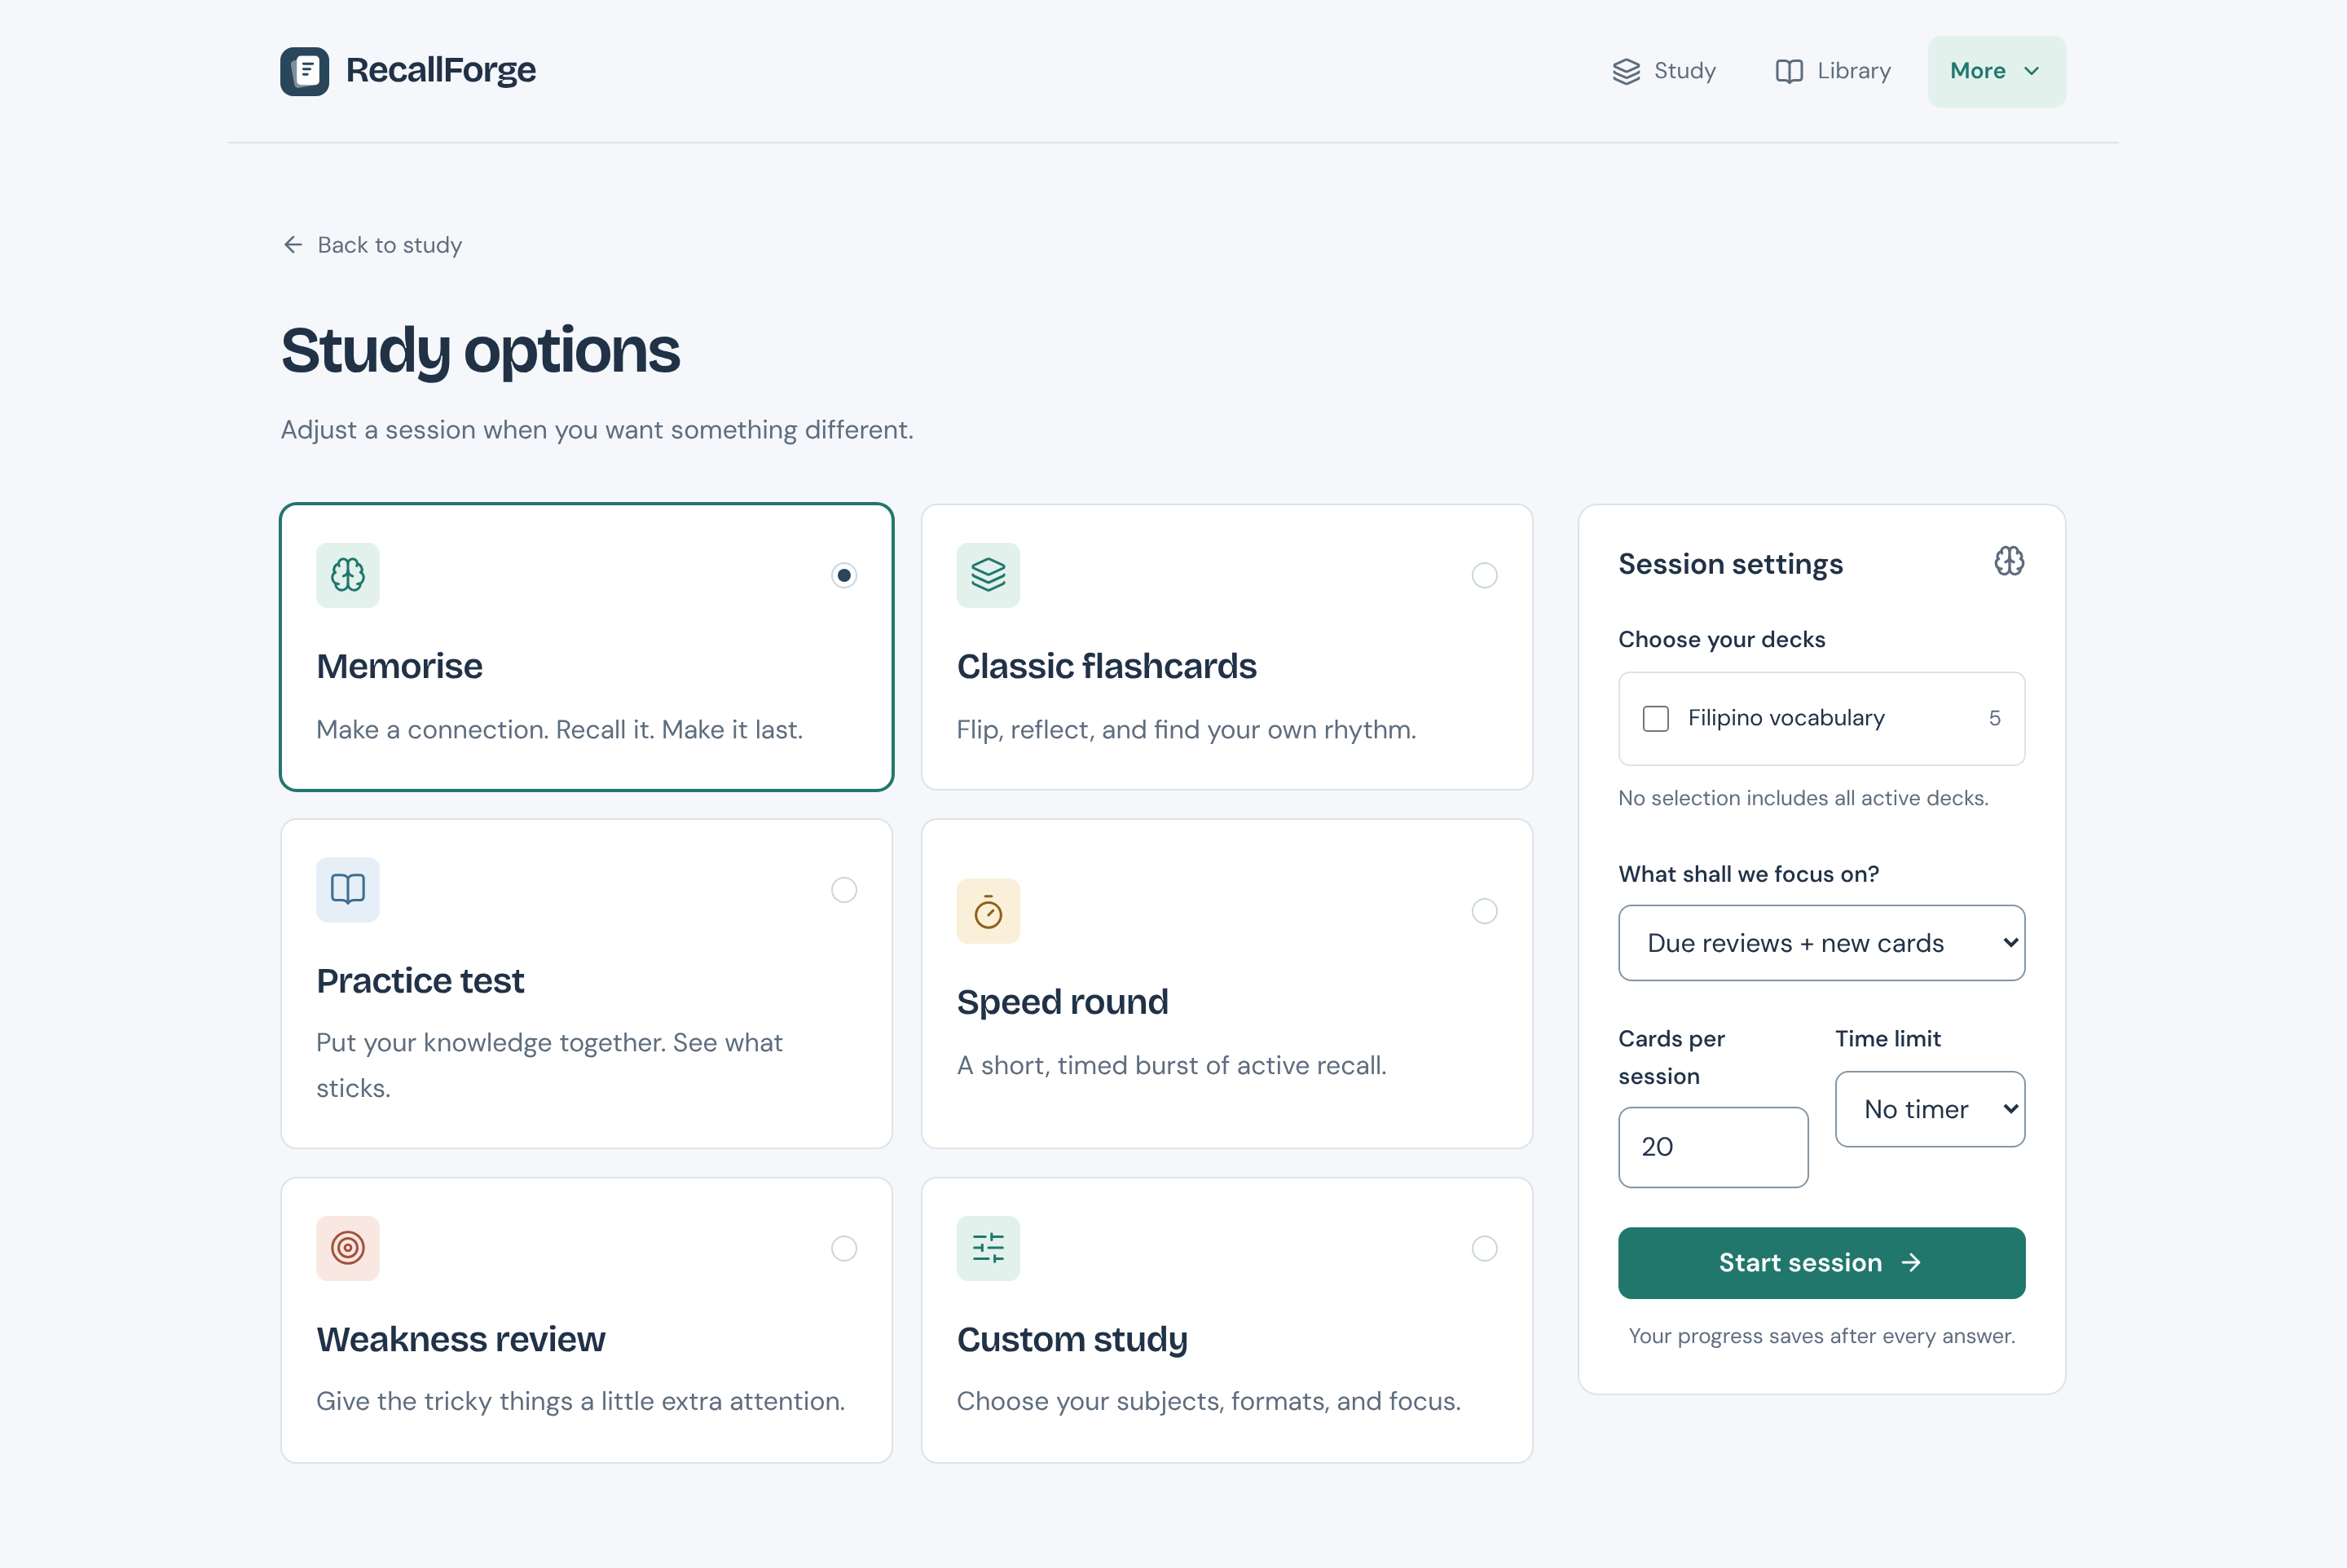 RecallForge
Study
Library
More
Back to study
Study options
Adjust a session when you want something different.
Memorise
Make a connection. Recall it. Make it last.
Classic flashcards
Flip, reflect, and find your own rhythm.
Practice test
Put your knowledge together. See what
sticks.
Speed round
A short, timed burst of active recall.
Weakness review
Give the tricky things a little extra attention.
Custom study
Choose your subjects, formats, and focus.
Session settings
Choose your decks
Filipino vocabulary 5
No selection includes all active decks.
What shall we focus on?
Due reviews + new cards
Cards per
session
20
Time limit
No timer
Start session
Your progress saves after every answer.